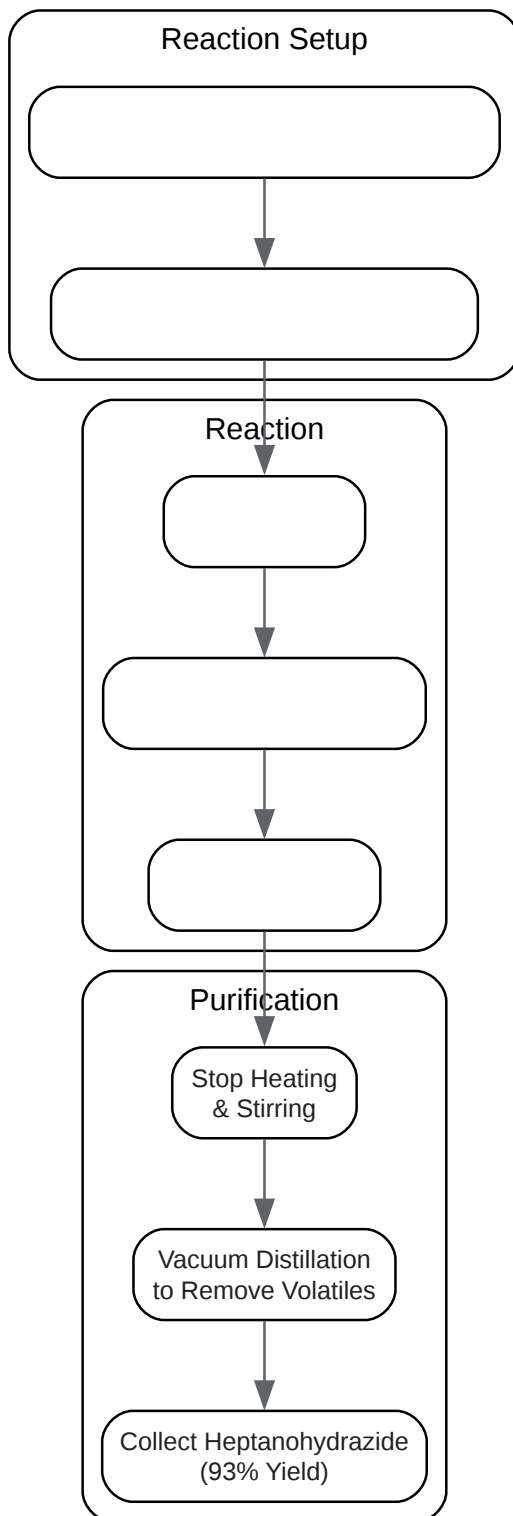 Reaction Setup
Reaction
Purification
Stop Heating
& Stirring
Vacuum Distillation
to Remove Volatiles
Collect Heptanohydrazide
(93% Yield)